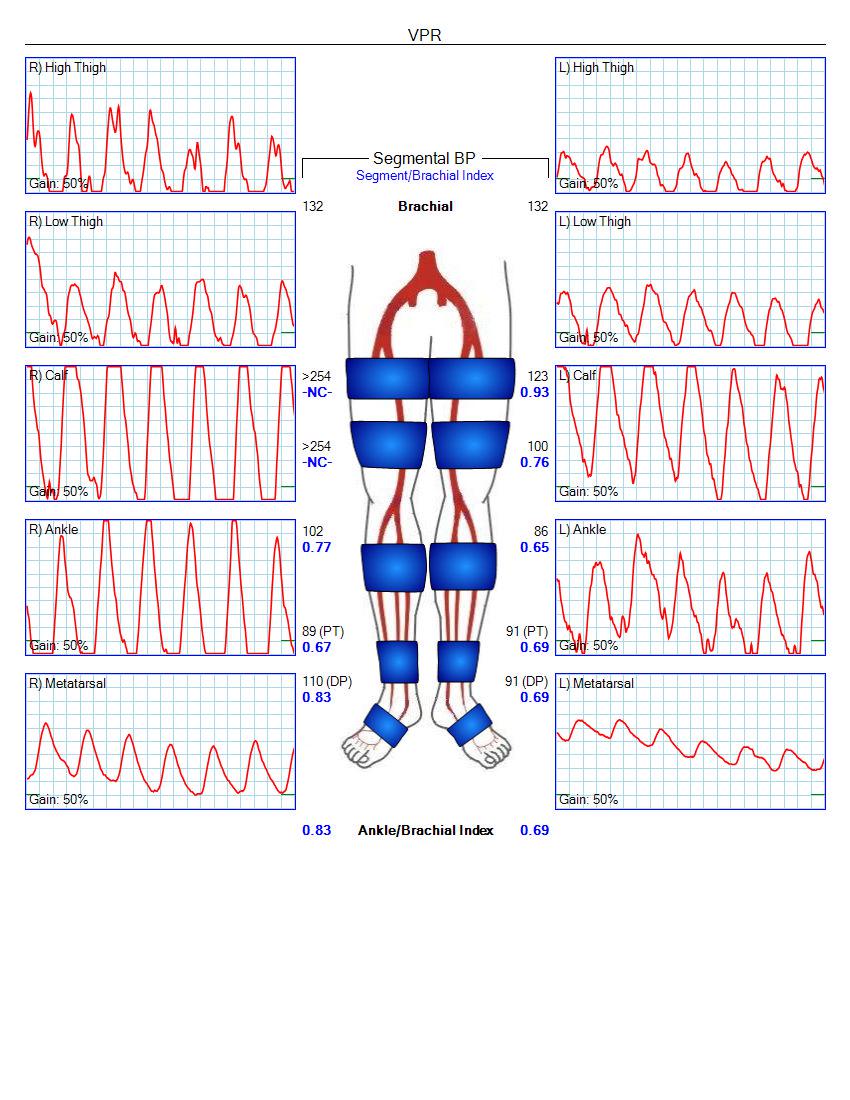 VPR
R) High Thigh
Gain: 50%
L) High Thigh
Gain: 50%
Segmental BP
Segment/Brachial Index
132 Brachial 132
R) Low Thigh
Gain: 50%
L) Low Thigh
Gain: 50%
R) Calf
Gain: 50%
>254
-NC-
123
0.93
L) Calf
Gain: 50%
>254
-NC-
100
0.76
R) Ankle
Gain: 50%
102
0.77
86
0.65
L) Ankle
Gain: 50%
89 (PT)
0.67
91 (PT)
0.69
R) Metatarsal
Gain: 50%
110 (DP)
0.83
91 (DP)
0.69
L) Metatarsal
Gain: 50%
0.83 Ankle/Brachial Index 0.69